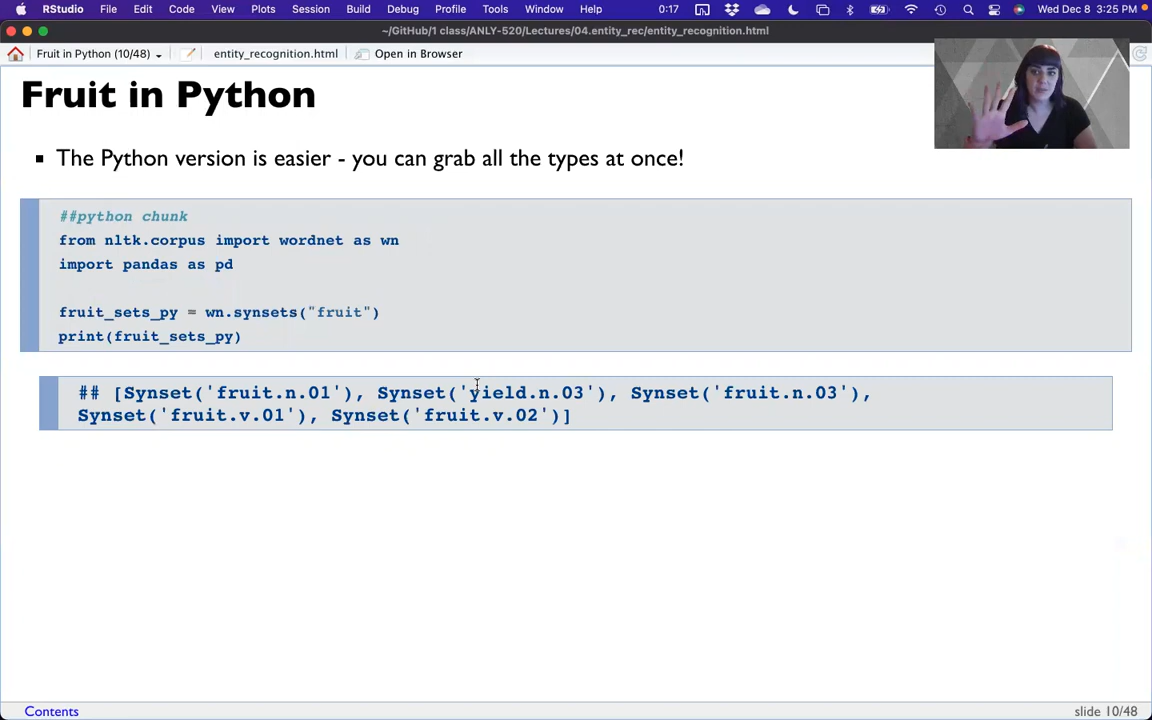 RStudio File Edit Code View Plots Session Build Debug Profile Tools Window Help 0:17 Wed Dec 8 3:25 PM
~/GitHub/1 class/ANLY-520/Lectures/04.entity_rec/entity_recognition.html
Fruit in Python (10/48) entity_recognition.html Open in Browser
Fruit in Python
▪ The Python version is easier - you can grab all the types at once!
##python chunk
from nltk.corpus import wordnet as wn
import pandas as pd
fruit_sets_py = wn.synsets("fruit")
print(fruit_sets_py)
## [Synset('fruit.n.01'), Synset('yield.n.03'), Synset('fruit.n.03'),
Synset('fruit.v.01'), Synset('fruit.v.02')]
Contents slide 10/48